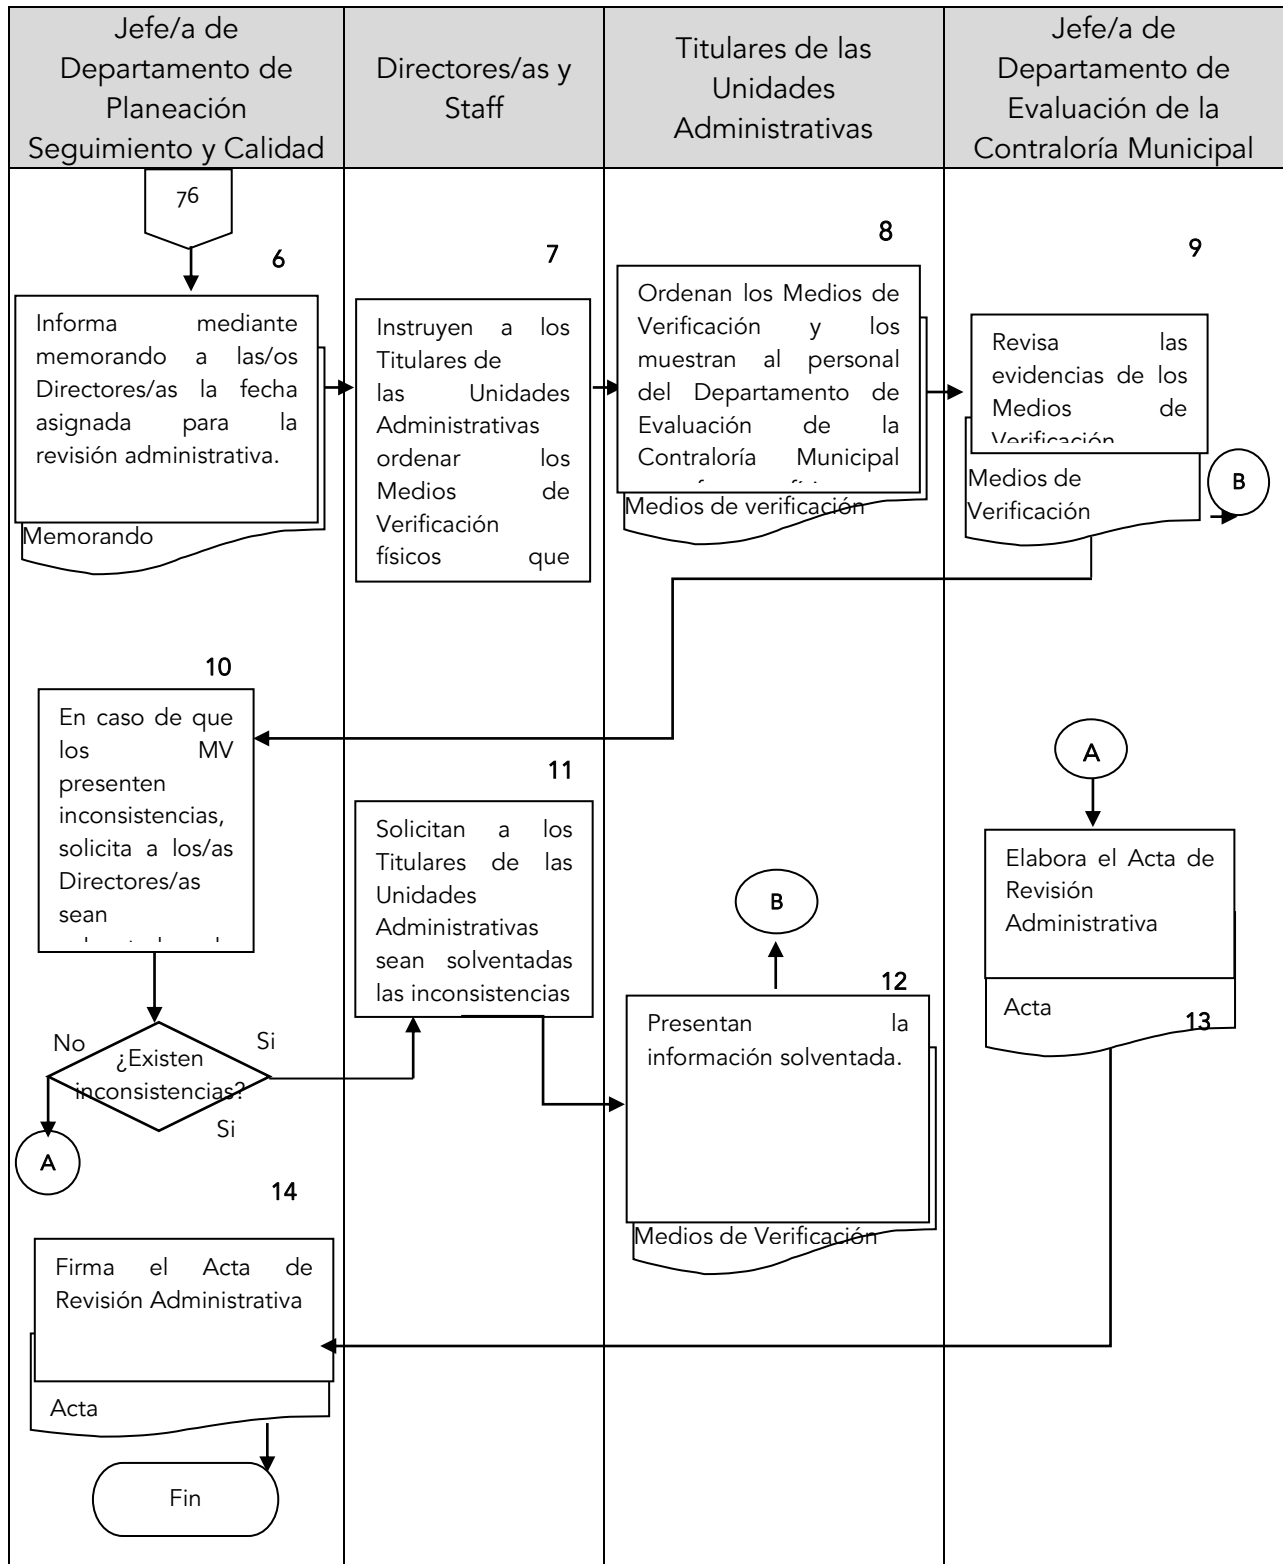 Jefe/a de
Departamento de
Planeación
Seguimiento y Calidad
Directores/as y
Staff
Titulares de las
Unidades
Administrativas
Jefe/a de
Departamento de
Evaluación de la
Contraloría Municipal
76
6
Informa mediante
memorando a las/os
Directores/as la fecha
asignada para la
revisión administrativa.
Memorando
7
Instruyen a los
Titulares de
las Unidades
Administrativas
ordenar los
Medios de
Verificación
físicos que
8
Ordenan los Medios de
Verificación y los
muestran al personal
del Departamento de
Evaluación de la
Contraloría Municipal
Medios de verificación
9
Revisa las
evidencias de los
Medios de
Verificación
Medios de
Verificación
B
10
En caso de que
los MV
presenten
inconsistencias,
solicita a los/as
Directores/as
sean
¿Existen
inconsistencias?
No
Si
Si
A
11
Solicitan a los
Titulares de las
Unidades
Administrativas
sean solventadas
las inconsistencias
B
12
Presentan la
información solventada.
Medios de Verificación
A
Elabora el Acta de
Revisión
Administrativa
Acta
13
14
Firma el Acta de
Revisión Administrativa
Acta
Fin